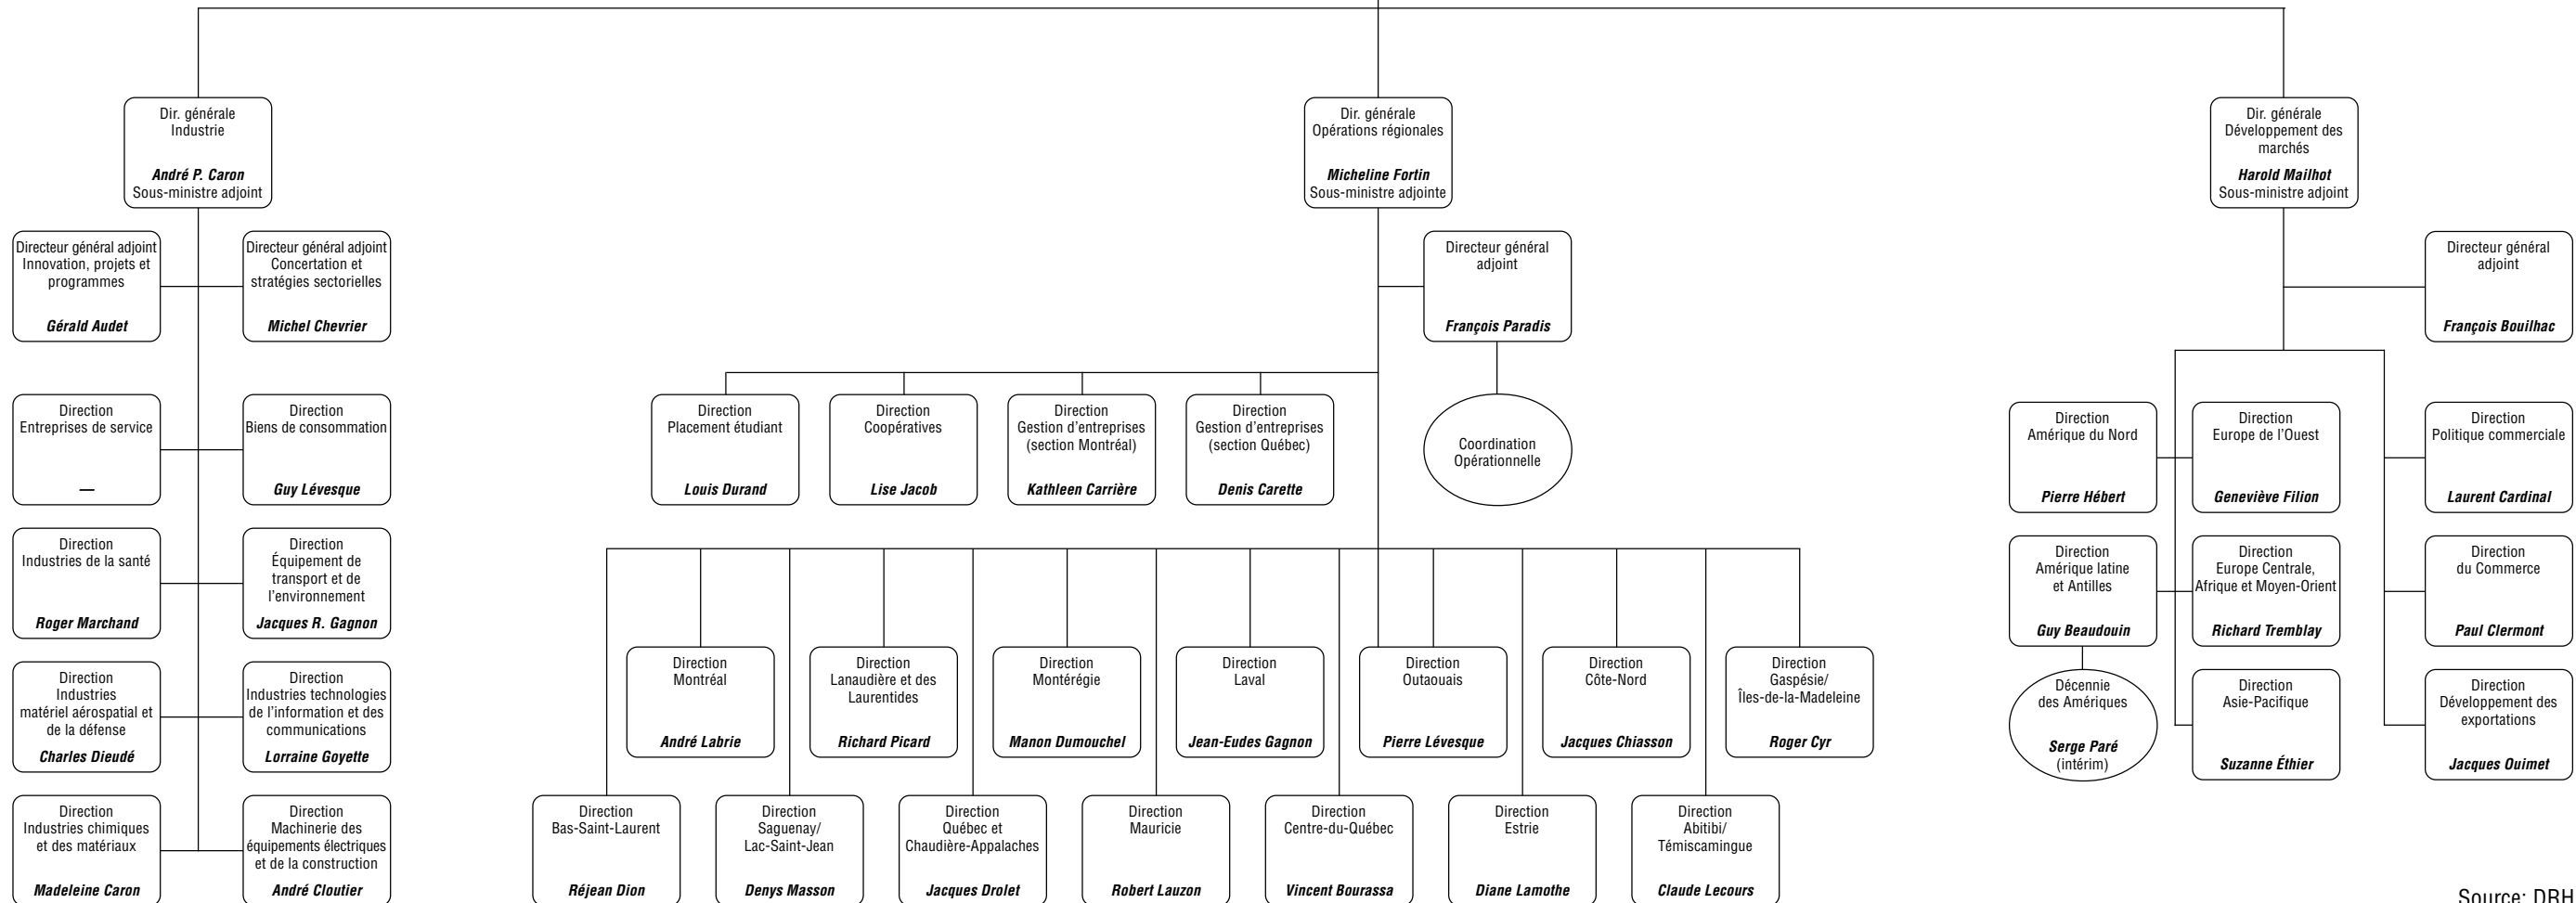 Dir. générale
Industrie
André P. Caron
Sous-ministre adjoint
Directeur général adjoint
Innovation, projets et
programmes
Gérald Audet
Directeur général adjoint
Concertation et
stratégies sectorielles
Michel Chevrier
Direction
Entreprises de service
—
Direction
Biens de consommation
Guy Lévesque
Direction
Industries de la santé
Roger Marchand
Direction
Équipement de
transport et de
l'environnement
Jacques R. Gagnon
Direction
Industries
matériel aérospatial et
de la défense
Charles Dieudé
Direction
Industries technologies
de l'information et des
communications
Lorraine Goyette
Direction
Industries chimiques
et des matériaux
Madeleine Caron
Direction
Machinerie des
équipements électriques
et de la construction
André Cloutier
Dir. générale
Opérations régionales
Micheline Fortin
Sous-ministre adjointe
Directeur général
adjoint
François Paradis
Direction
Placement étudiant
Louis Durand
Direction
Coopératives
Lise Jacob
Direction
Gestion d'entreprises
(section Montréal)
Kathleen Carrière
Direction
Gestion d'entreprises
(section Québec)
Denis Carette
Coordination
Opérationnelle
Direction
Montréal
André Labrie
Direction
Lanaudière et des
Laurentides
Richard Picard
Direction
Montérégie
Manon Dumouchel
Direction
Laval
Jean-Eudes Gagnon
Direction
Outaouais
Pierre Lévesque
Direction
Côte-Nord
Jacques Chiasson
Direction
Gaspésie/
Îles-de-la-Madeleine
Roger Cyr
Direction
Bas-Saint-Laurent
Réjean Dion
Direction
Saguenay/
Lac-Saint-Jean
Denys Masson
Direction
Québec et
Chaudière-Appalaches
Jacques Drolet
Direction
Mauricie
Robert Lauzon
Direction
Centre-du-Québec
Vincent Bourassa
Direction
Estrie
Diane Lamothe
Direction
Abitibi/
Témiscamingue
Claude Lecours
Dir. générale
Développement des
marchés
Harold Mailhot
Sous-ministre adjoint
Directeur général
adjoint
François Bouilhac
Direction
Amérique du Nord
Pierre Hébert
Direction
Europe de l'Ouest
Geneviève Filion
Direction
Politique commerciale
Laurent Cardinal
Direction
Amérique latine
et Antilles
Guy Beaudouin
Direction
Europe Centrale,
Afrique et Moyen-Orient
Richard Tremblay
Direction
du Commerce
Paul Clermont
Décennie
des Amériques
Serge Paré
(intérim)
Direction
Asie-Pacifique
Suzanne Éthier
Direction
Développement des
exportations
Jacques Ouimet
Source: DRH